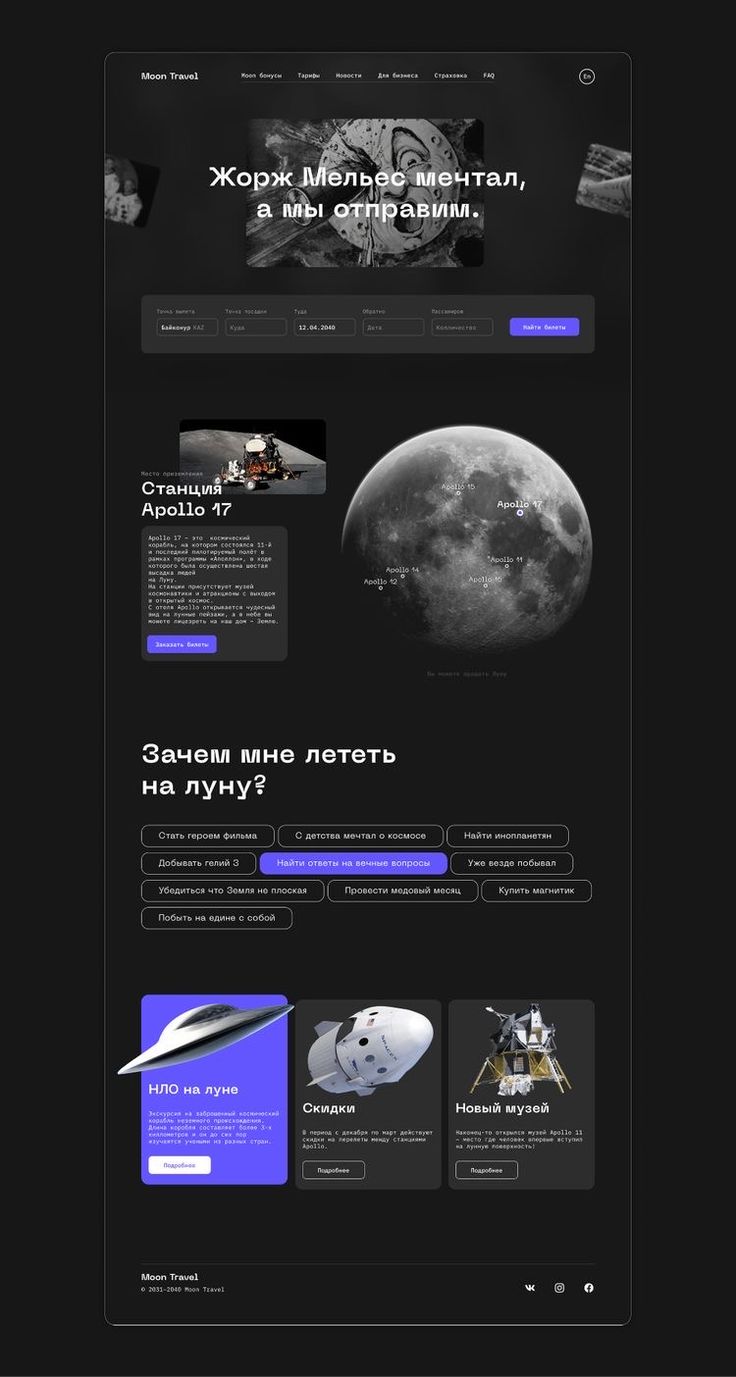 Moon Travel
Moon бонусы Тарифы Новости Для бизнеса Страховка FAQ
En
Жорж Мельес мечтал,
а мы отправим.
Точка вылета Точка посадки Туда Обратно Пассажиров
Байконур KAZ Куда 12.04.2040 Дата Колличество Найти билеты
Место приземления
Станция
Apollo 17
Apollo 17 – это космический
корабль, на котором состоялся 11-й
и последний пилотируемый полёт в
рамках программы «Аполлон», в ходе
которого была осуществлена шестая
высадка людей
на Луну.
На станции присутствует музей
космонавтики и атракционы с выходом
в открытый космос.
С отеля Apollo открывается чудесный
вид на лунные пейзажи, а в небе вы
можете лицезреть на наш дом – Землю.
Заказать билеты
Apollo 15
Apollo 17
Apollo 11
Apollo 14
Apollo 16
Apollo 12
Вы можете вращать Луну
Зачем мне лететь
на луну?
Стать героем фильма
С детства мечтал о космосе
Найти инопланетян
Добывать гелий 3
Найти ответы на вечные вопросы
Уже везде побывал
Убедиться что Земля не плоская
Провести медовый месяц
Купить магнитик
Побыть на едине с собой
НЛО на луне
Экскурсия на заброшенный космический
корабль неземного происхождения.
Длина коробля составляет более 3-х
киллометров и он до сих пор
изучается учеными из разных стран.
Подробнее
SPACEX
Скидки
В период с декабря по март действуют
скидки на перелеты между станциями
Apollo.
Подробнее
Новый музей
Наконец-то открылся музей Apollo 11
– место где человек впервые вступил
на лунную поверхность!
Подробнее
Moon Travel
© 2031–2040 Moon Travel